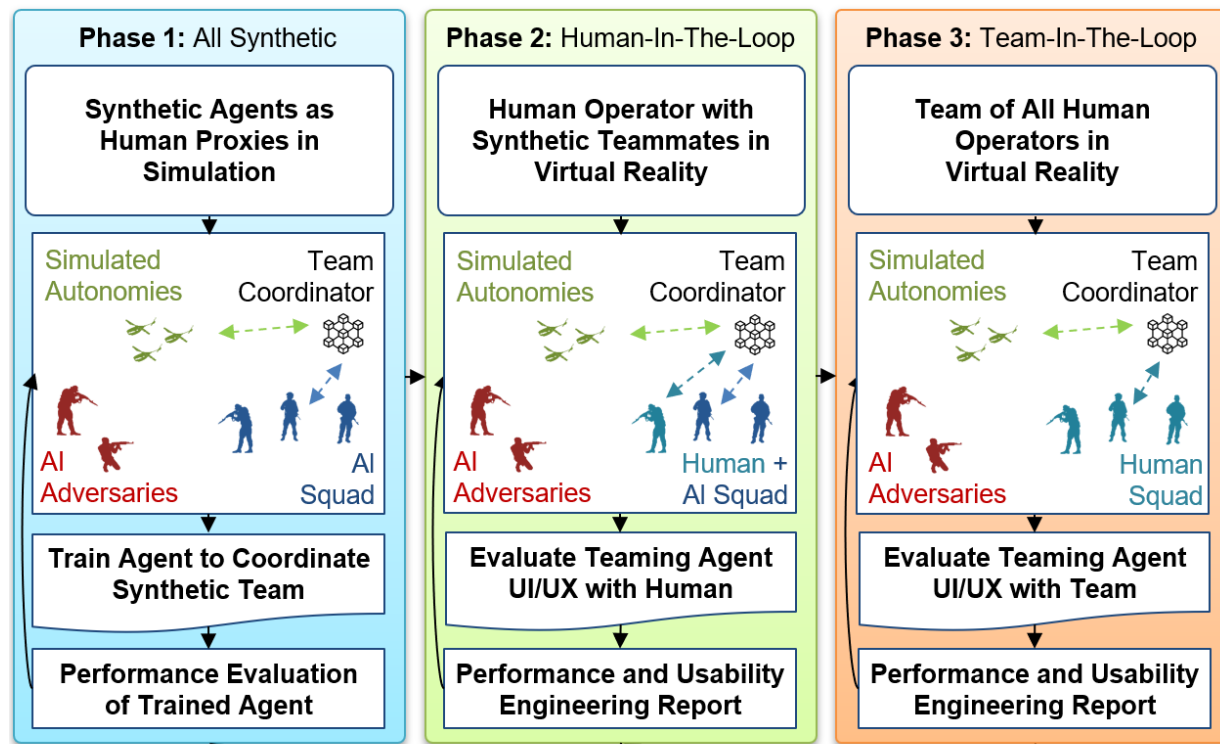 Phase 1: All Synthetic
Synthetic Agents as
Human Proxies in
Simulation
Simulated
Autonomies
Team
Coordinator
AI
Adversaries
AI
Squad
Train Agent to Coordinate
Synthetic Team
Performance Evaluation
of Trained Agent
Phase 2: Human-In-The-Loop
Human Operator with
Synthetic Teammates in
Virtual Reality
Simulated
Autonomies
Team
Coordinator
AI
Adversaries
Human +
AI Squad
Evaluate Teaming Agent
UI/UX with Human
Performance and Usability
Engineering Report
Phase 3: Team-In-The-Loop
Team of All Human
Operators in
Virtual Reality
Simulated
Autonomies
Team
Coordinator
AI
Adversaries
Human
Squad
Evaluate Teaming Agent
UI/UX with Team
Performance and Usability
Engineering Report